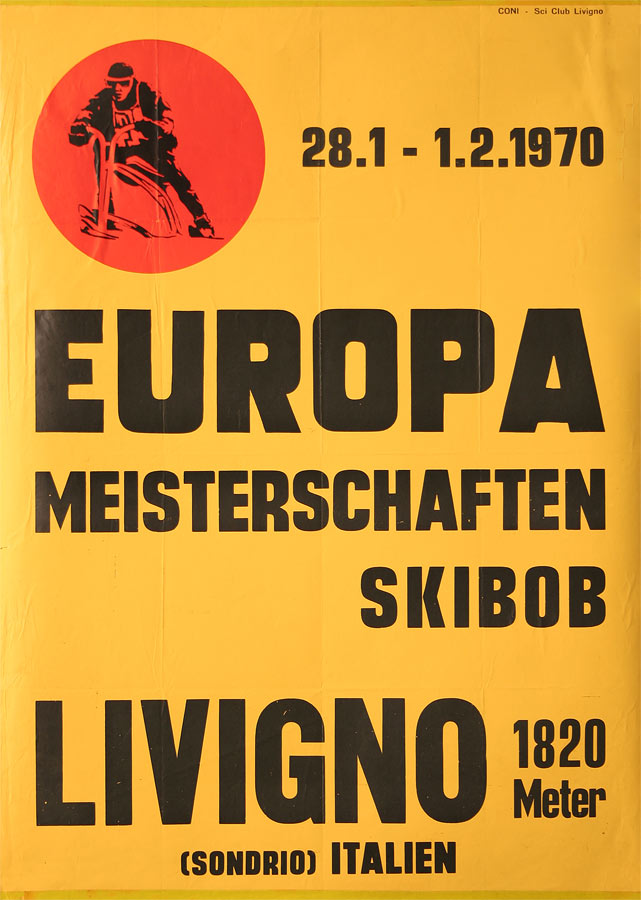 CONI - Sci Club Livigno
28.1 - 1.2.1970
EUROPA
MEISTERSCHAFTEN
SKIBOB
LIVIGNO
1820
Meter
(SONDRIO) ITALIEN